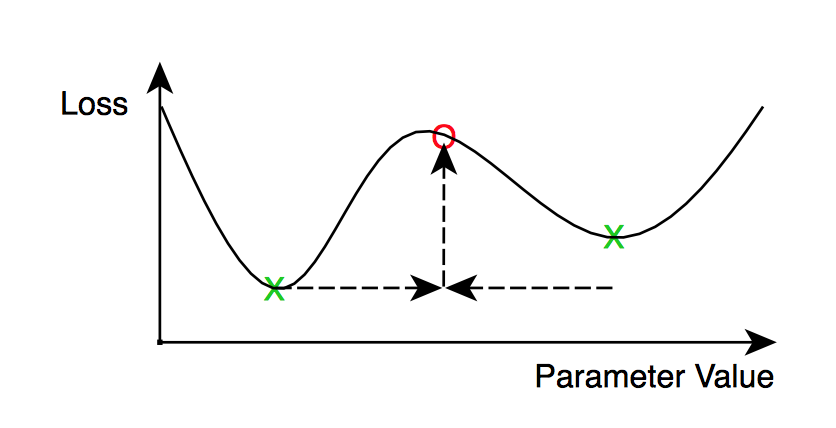 Loss
X
X
Parameter Value